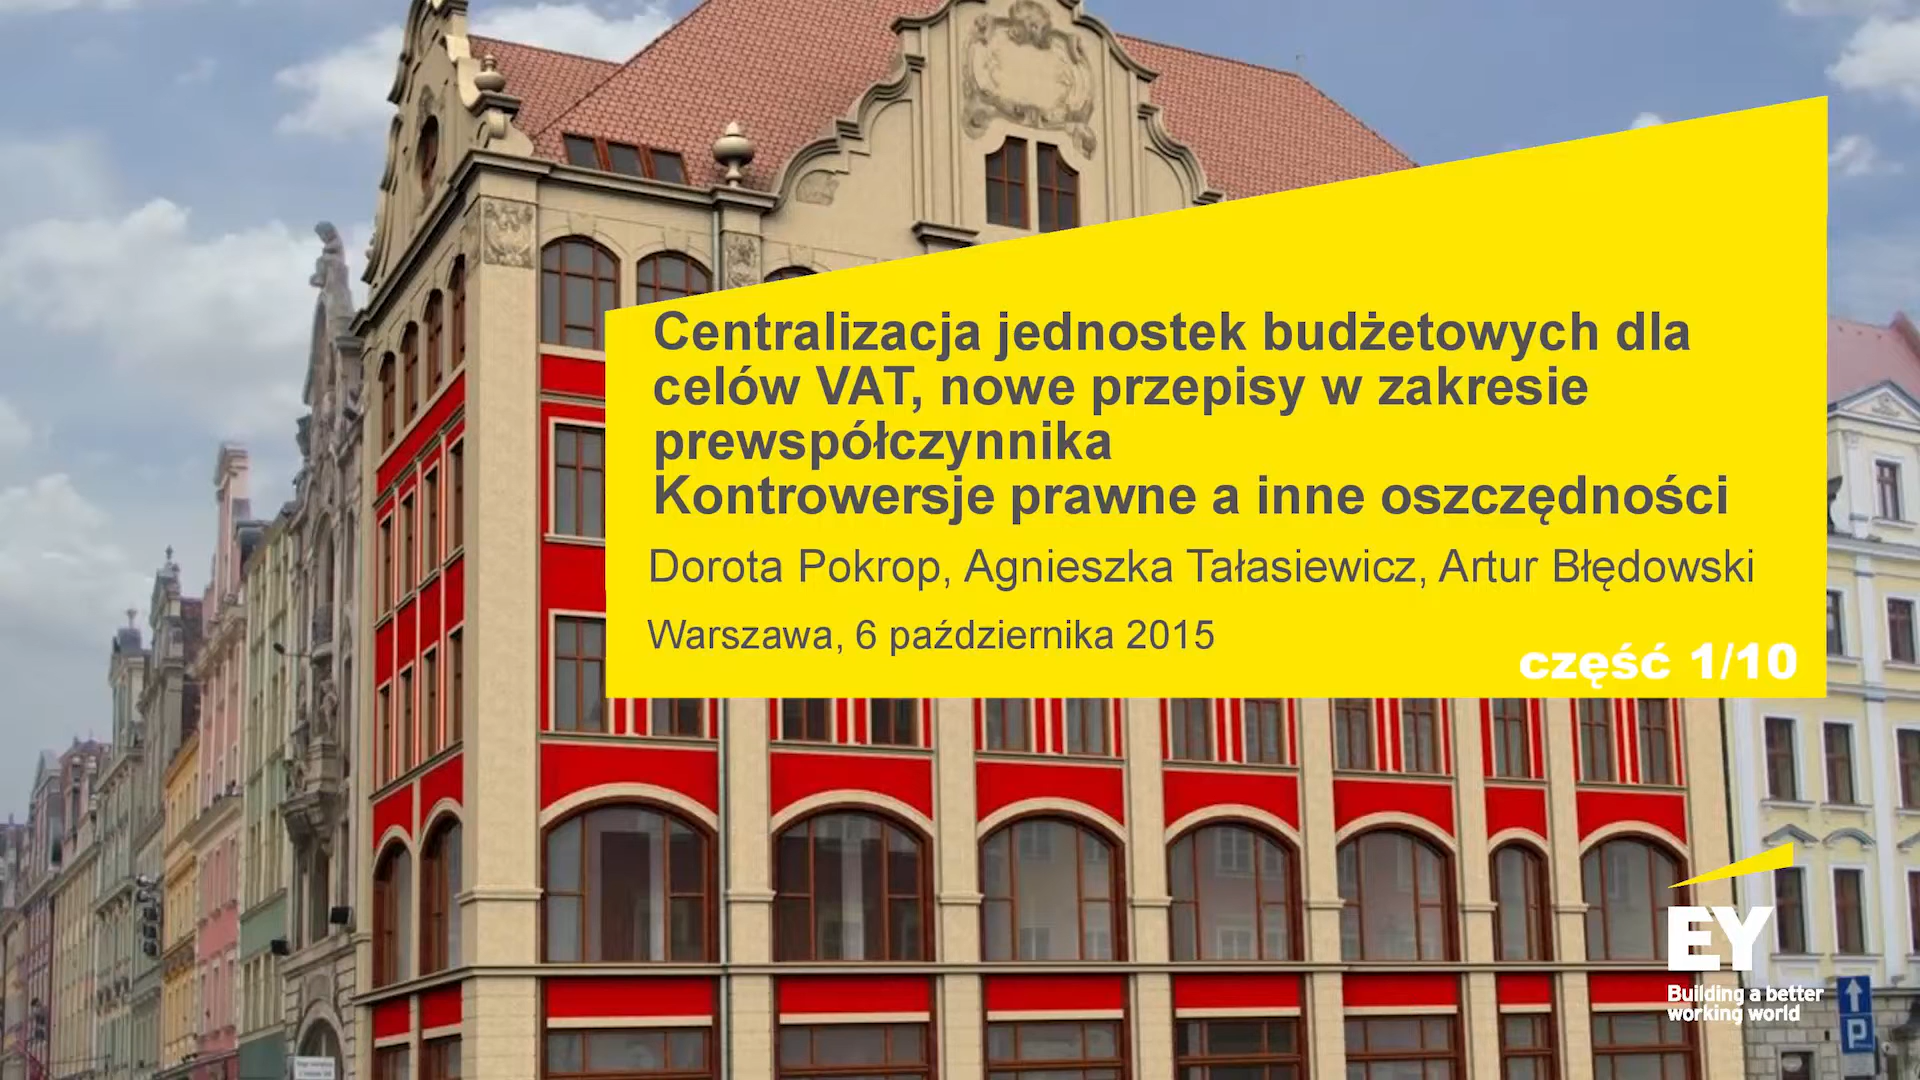 Centralizacja jednostek budżetowych dla
celów VAT, nowe przepisy w zakresie
prewspółczynnika
Kontrowersje prawne a inne oszczędności
Dorota Pokrop, Agnieszka Tałasiewicz, Artur Błędowski
Warszawa, 6 października 2015
część 1/10
EY
Building a better
working world
P